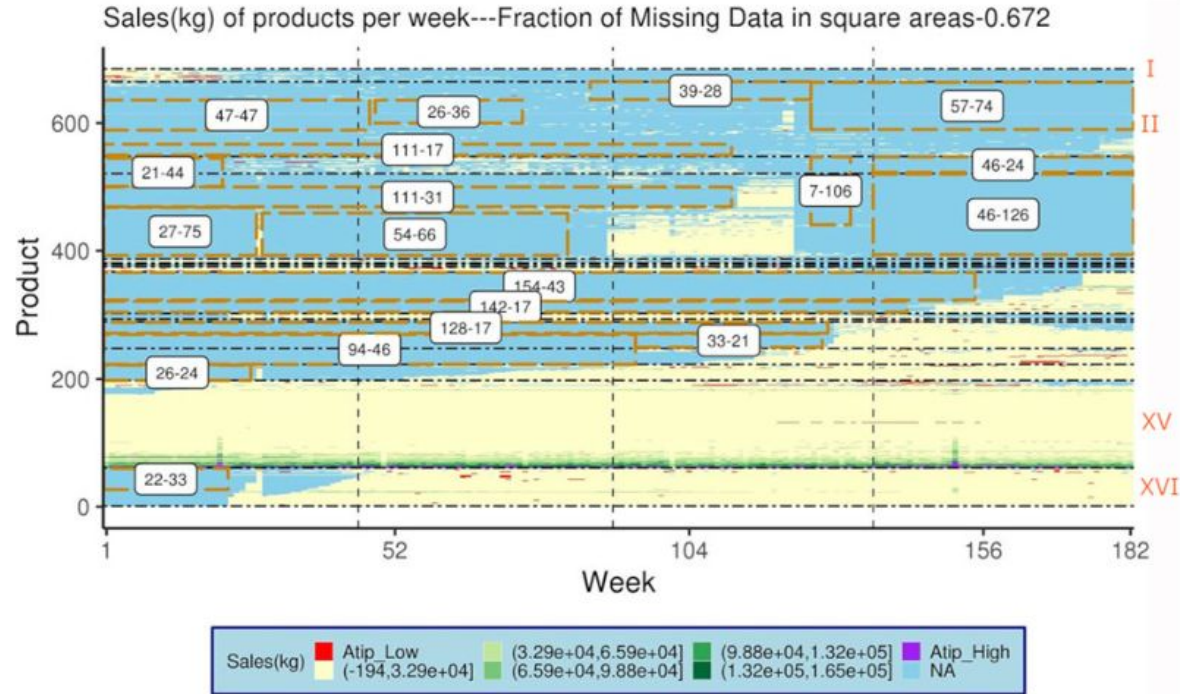 Sales(kg) of products per week---Fraction of Missing Data in square areas-0.672
I
600
47-47
26-36
39-28
57-74
II
111-17
21-44
46-24
111-31
7-106
27-75
54-66
46-126
400
Product
154-43
142-17
128-17
33-21
94-46
26-24
200
XV
22-33
XVI
0
1
52
104
156
182
Week
Sales(kg)
Atip_Low
(3.29e+04,6.59e+04]
(9.88e+04,1.32e+05]
Atip_High
(-194,3.29e+04]
(6.59e+04,9.88e+04]
(1.32e+05,1.65e+05]
NA